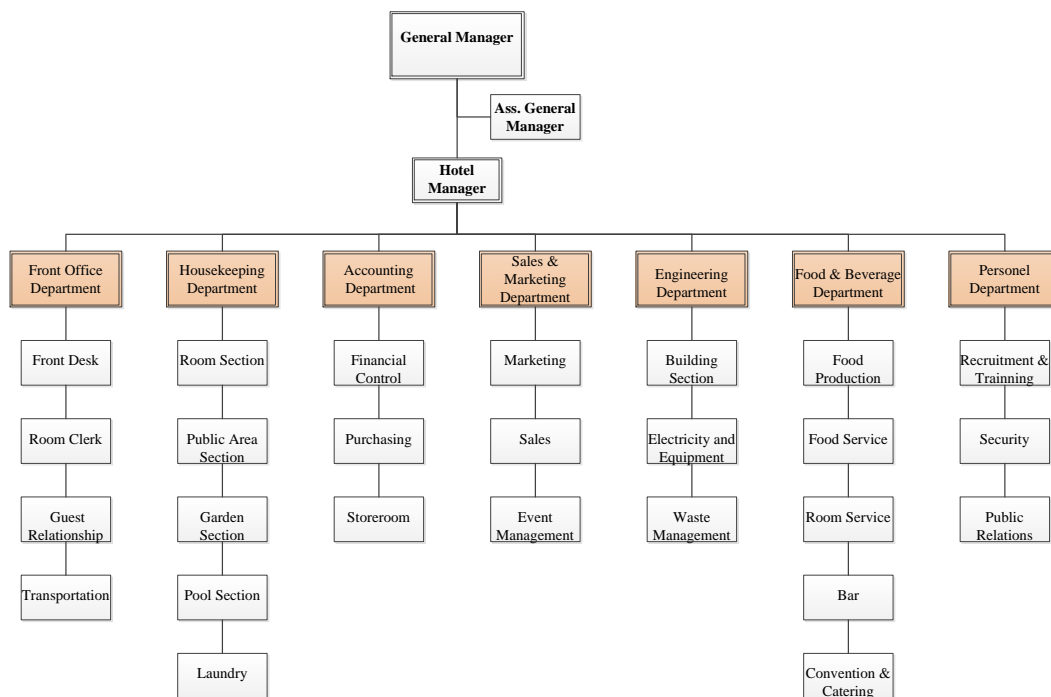 General Manager
Ass. General
Manager
Hotel
Manager
Front Office
Department
Housekeeping
Department
Accounting
Department
Sales &
Marketing
Department
Engineering
Department
Food & Beverage
Department
Personel
Department
Front Desk
Room Section
Financial
Control
Marketing
Building
Section
Food
Production
Recruitment &
Trainning
Room Clerk
Public Area
Section
Purchasing
Sales
Electricity and
Equipment
Food Service
Security
Guest
Relationship
Garden
Section
Storeroom
Event
Management
Waste
Management
Room Service
Public
Relations
Transportation
Pool Section
Bar
Laundry
Convention &
Catering